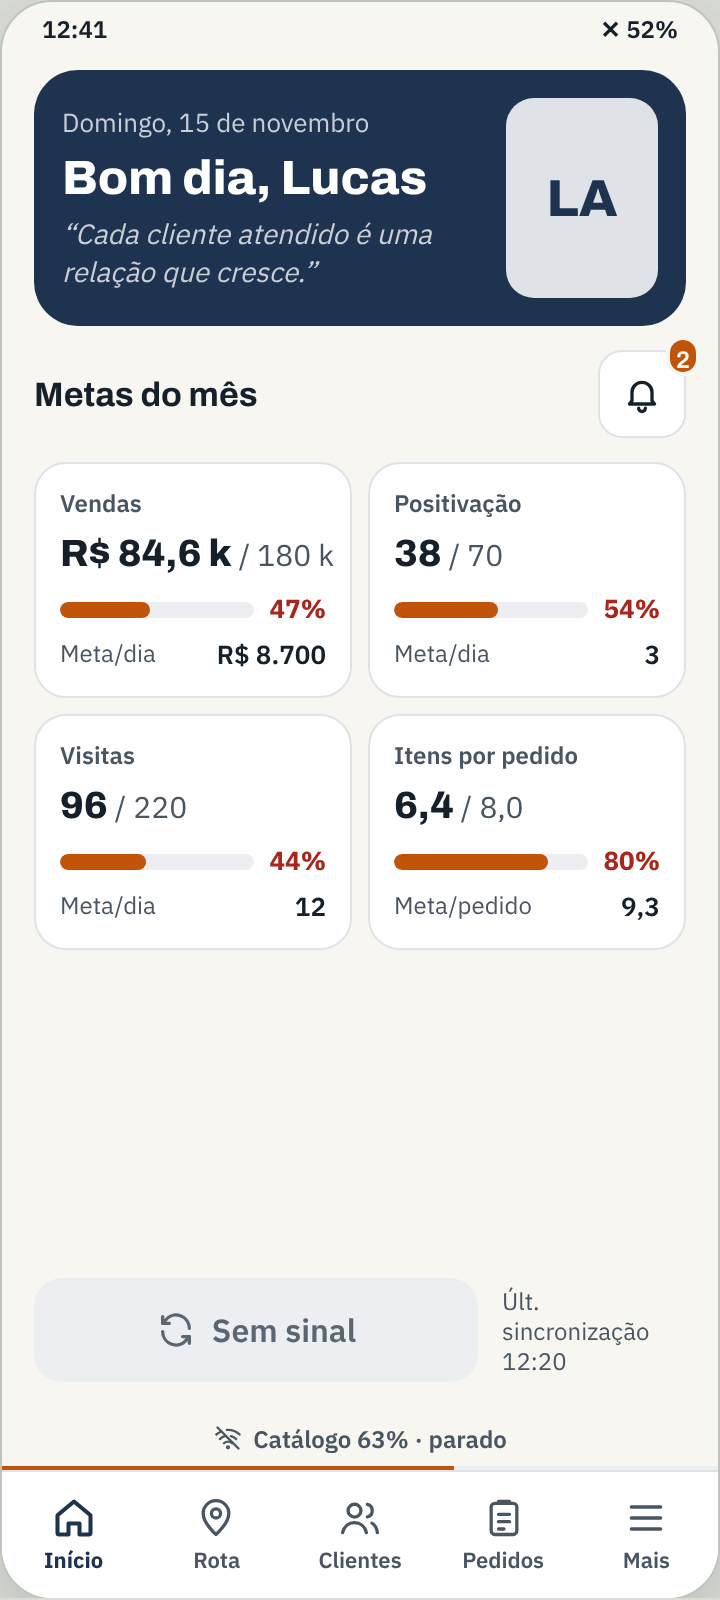 12:41
✕ 52%
Domingo, 15 de novembro
Bom dia, Lucas
“Cada cliente atendido é uma
relação que cresce.”
LA
Metas do mês
2
Vendas
R$ 84,6 k / 180 k
47%
Meta/dia R$ 8.700
Positivação
38 / 70
54%
Meta/dia 3
Visitas
96 / 220
44%
Meta/dia 12
Itens por pedido
6,4 / 8,0
80%
Meta/pedido 9,3
Sem sinal
Últ.
sincronização
12:20
Catálogo 63% · parado
Início
Rota
Clientes
Pedidos
Mais